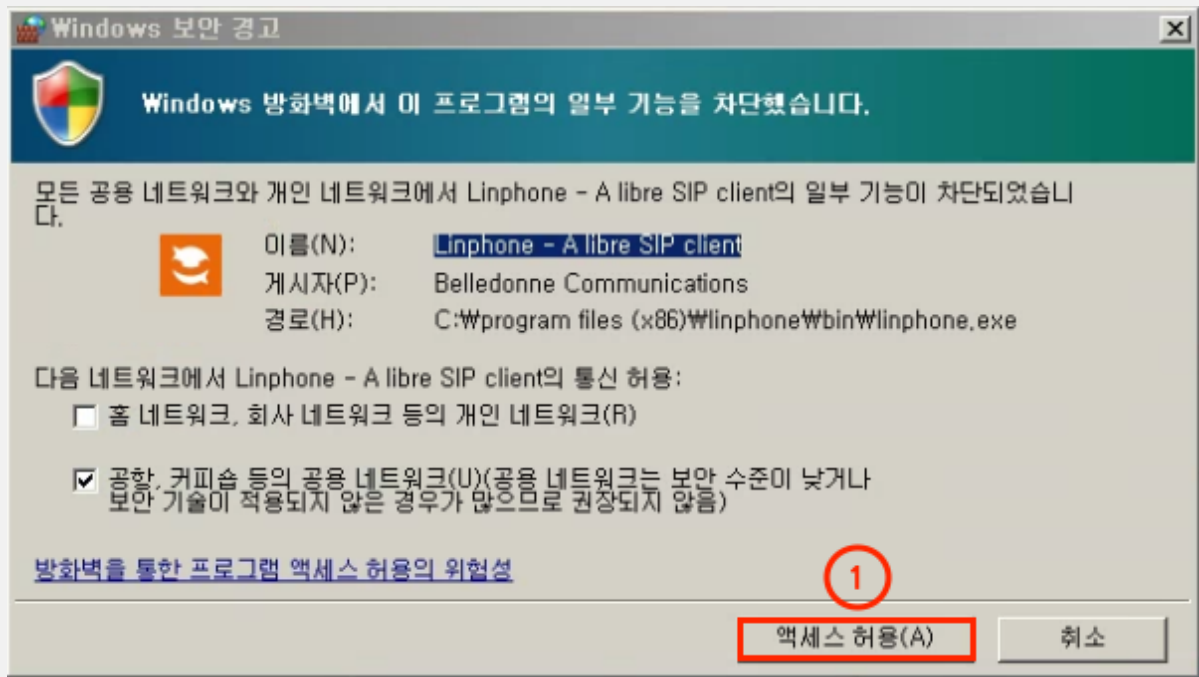 Windows 보안 경고
Windows 방화벽에서 이 프로그램의 일부 기능을 차단했습니다.
모든 공용 네트워크와 개인 네트워크에서 Linphone - A libre SIP client의 일부 기능이 차단되었습니
다.
이름(N): Linphone - A libre SIP client
게시자(P): Belledonne Communications
경로(H): C:₩program files (x86)₩linphone₩bin₩linphone.exe
다음 네트워크에서 Linphone - A libre SIP client의 통신 허용:
홈 네트워크, 회사 네트워크 등의 개인 네트워크(R)
공항, 커피숍 등의 공용 네트워크(U)(공용 네트워크는 보안 수준이 낮거나
보안 기술이 적용되지 않은 경우가 많으므로 권장되지 않음)
방화벽을 통한 프로그램 액세스 허용의 위험성
1
액세스 허용(A) 취소